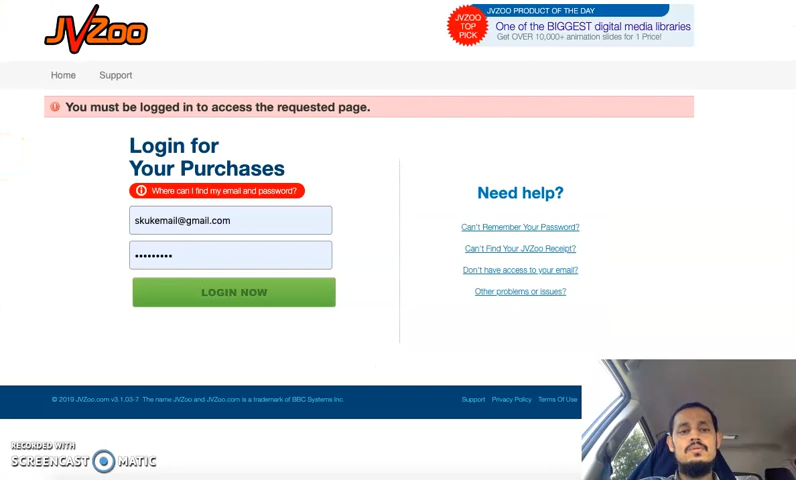 JVZoo
JVZOO PRODUCT OF THE DAY
JVZOO
TOP
PICK
One of the BIGGEST digital media libraries
Get OVER 10,000+ animation slides for 1 Price!
Home
Support
You must be logged in to access the requested page.
Login for
Your Purchases
Where can I find my email and password?
skukemail@gmail.com
•••••••••
LOGIN NOW
Need help?
Can't Remember Your Password?
Can't Find Your JVZoo Receipt?
Don't have access to your email?
Other problems or issues?
© 2019 JVZoo.com v3.1.03-7 The name JVZoo and JVZoo.com is a trademark of BBC Systems Inc.
Support
Privacy Policy
Terms Of Use
RECORDED WITH
SCREENCAST MATIC